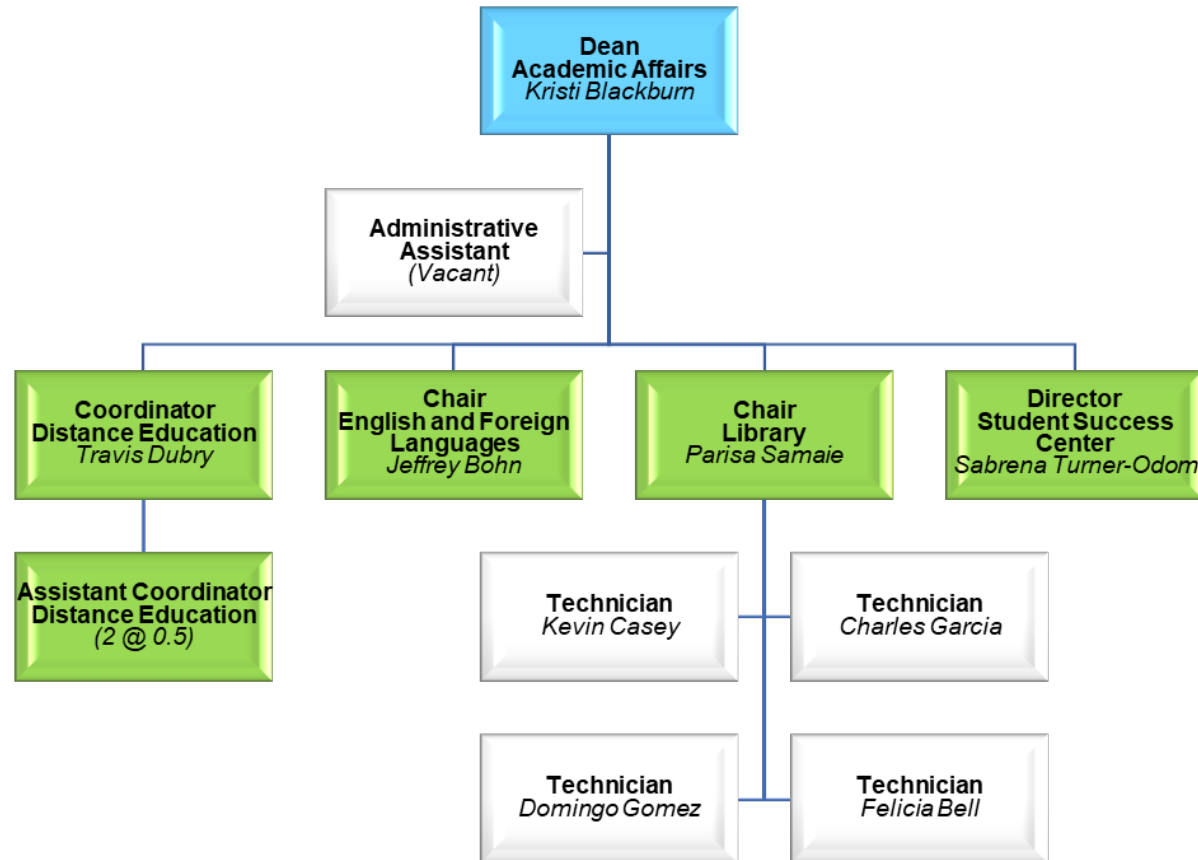 Dean
Academic Affairs
Kristi Blackburn
Administrative
Assistant
(Vacant)
Coordinator
Distance Education
Travis Dubry
Chair
English and Foreign
Languages
Jeffrey Bohn
Chair
Library
Parisa Samaie
Director
Student Success
Center
Sabrena Turner-Odom
Assistant Coordinator
Distance Education
(2 @ 0.5)
Technician
Kevin Casey
Technician
Charles Garcia
Technician
Domingo Gomez
Technician
Felicia Bell